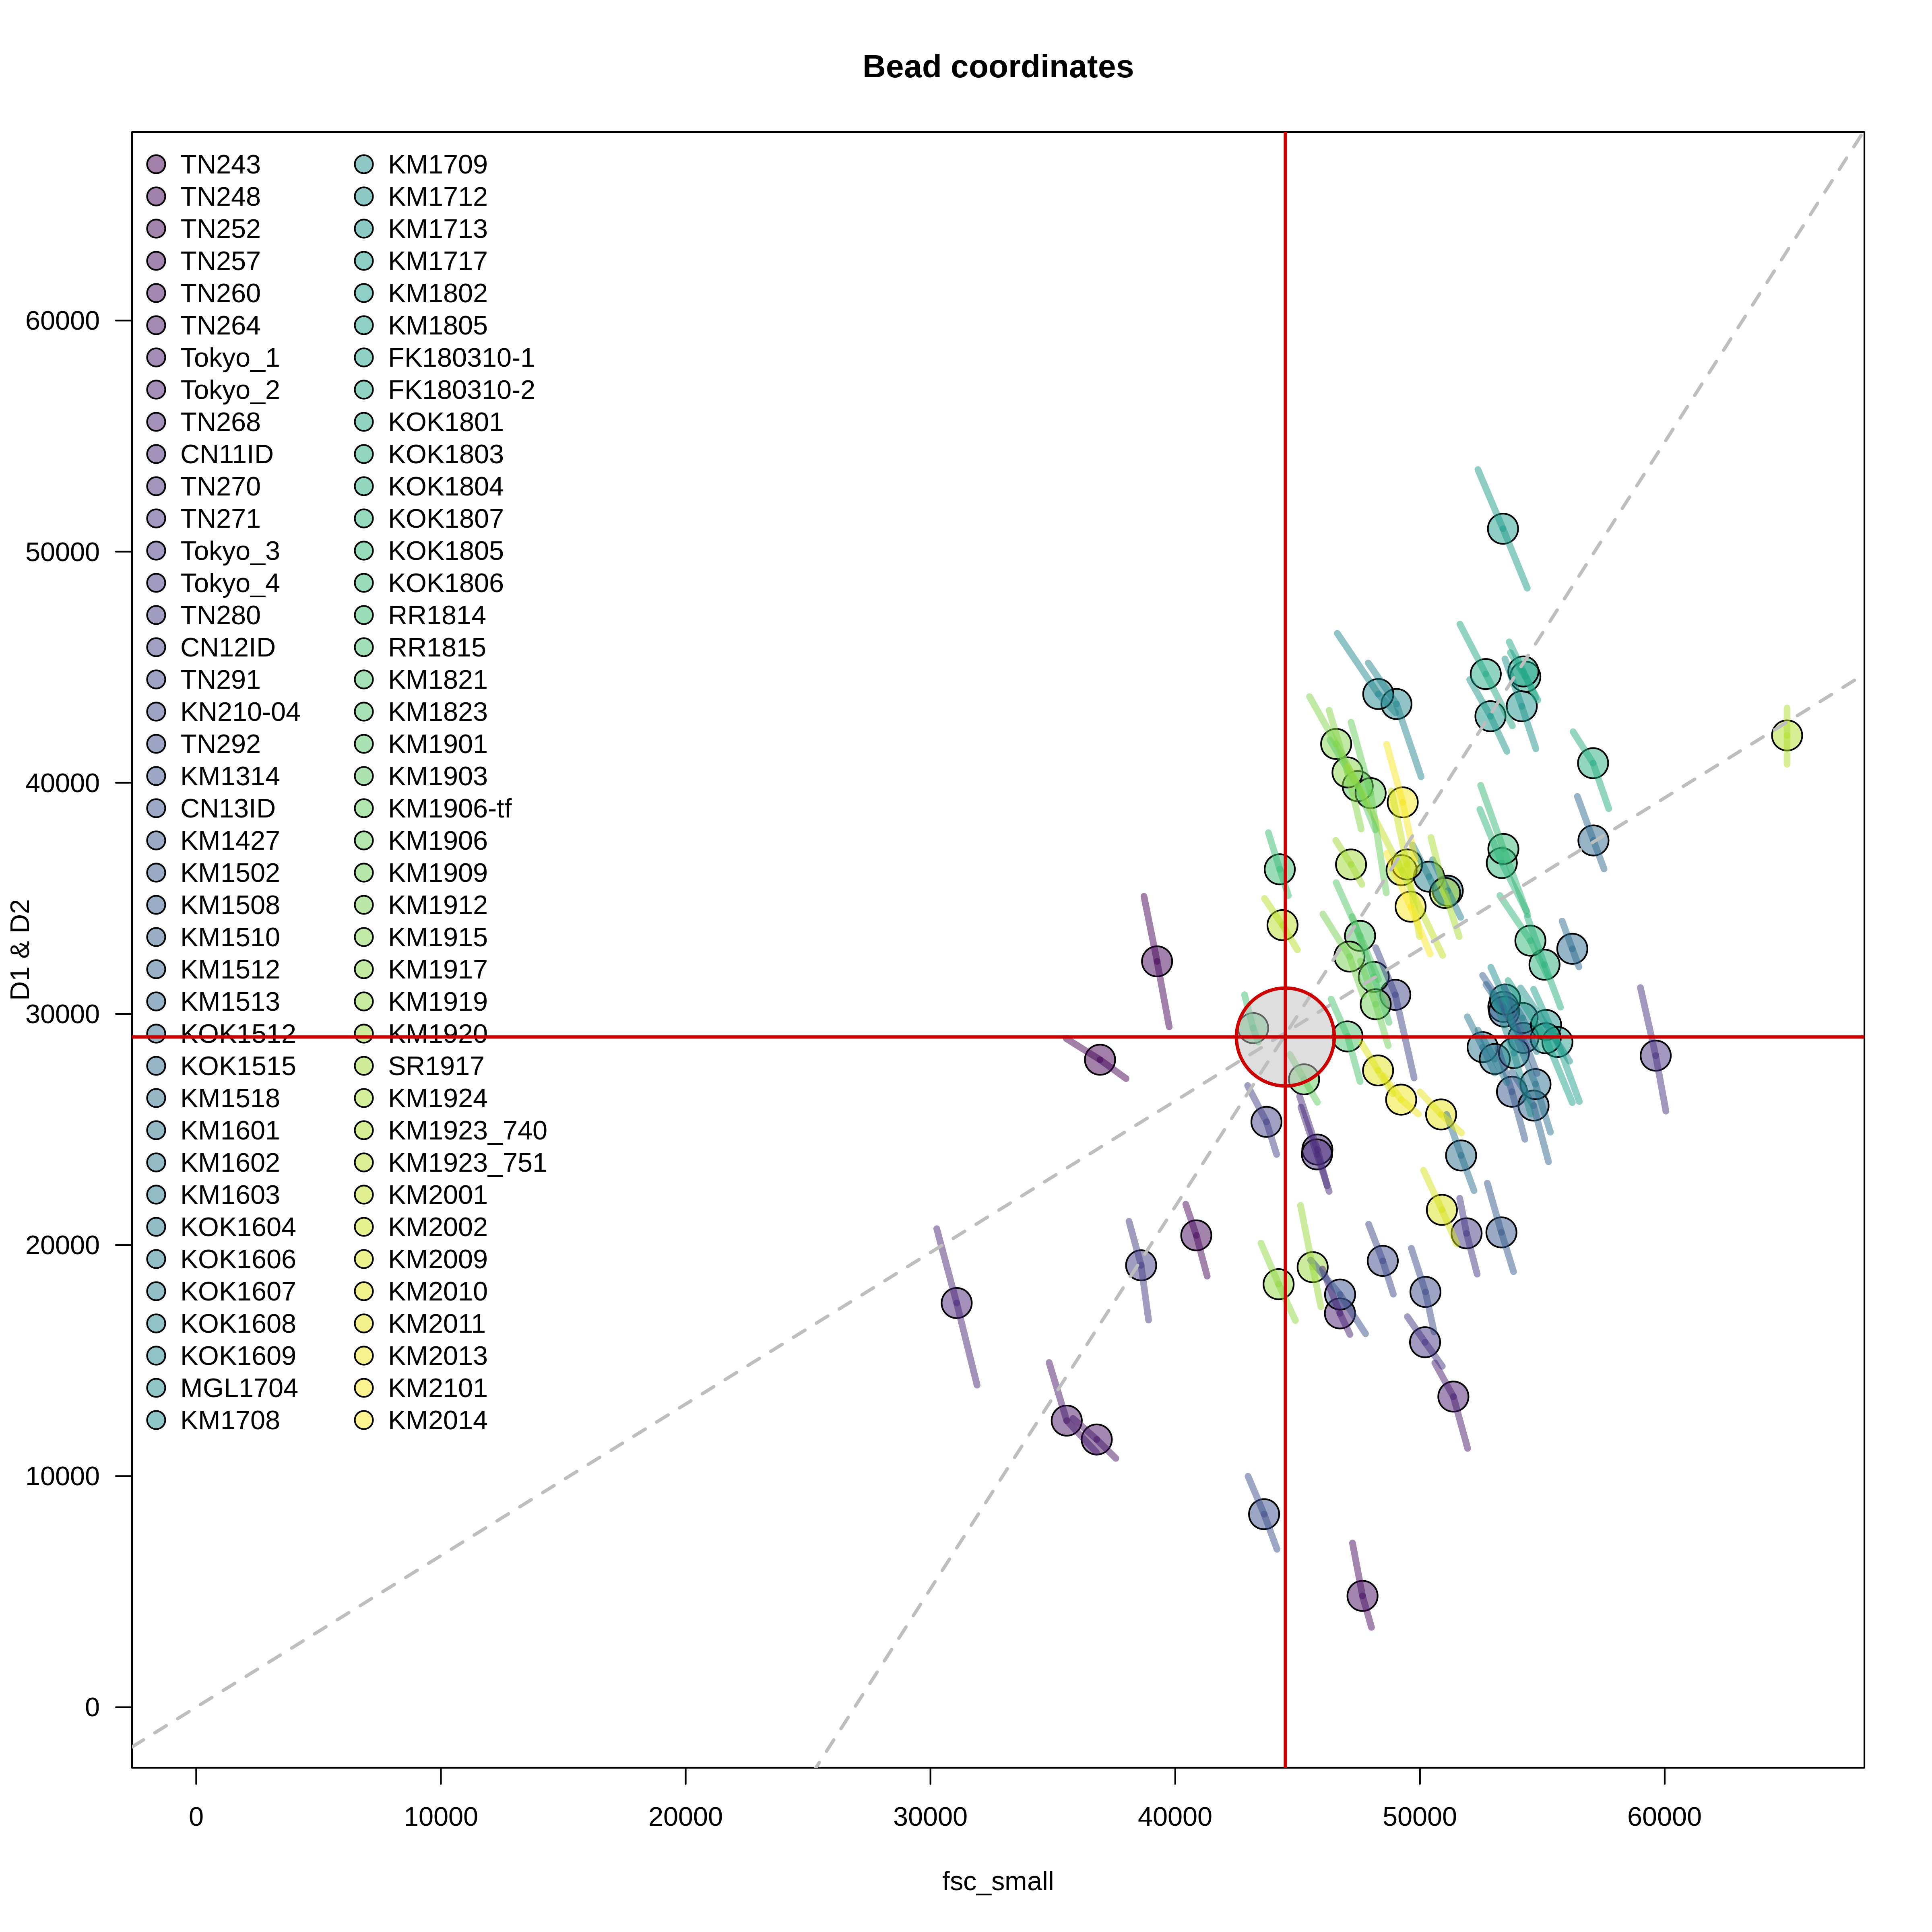 Bead coordinates
TN243
TN248
TN252
TN257
TN260
TN264
Tokyo_1
Tokyo_2
TN268
CN11ID
TN270
TN271
Tokyo_3
Tokyo_4
TN280
CN12ID
TN291
KN210-04
TN292
KM1314
CN13ID
KM1427
KM1502
KM1508
KM1510
KM1512
KM1513
KOK1512
KOK1515
KM1518
KM1601
KM1602
KM1603
KOK1604
KOK1606
KOK1607
KOK1608
KOK1609
MGL1704
KM1708
KM1709
KM1712
KM1713
KM1717
KM1802
KM1805
FK180310-1
FK180310-2
KOK1801
KOK1803
KOK1804
KOK1807
KOK1805
KOK1806
RR1814
RR1815
KM1821
KM1823
KM1901
KM1903
KM1906-tf
KM1906
KM1909
KM1912
KM1915
KM1917
KM1919
KM1920
SR1917
KM1924
KM1923_740
KM1923_751
KM2001
KM2002
KM2009
KM2010
KM2011
KM2013
KM2101
KM2014
60000
50000
40000
30000
20000
10000
0
D1 & D2
0 10000 20000 30000 40000 50000 60000
fsc_small